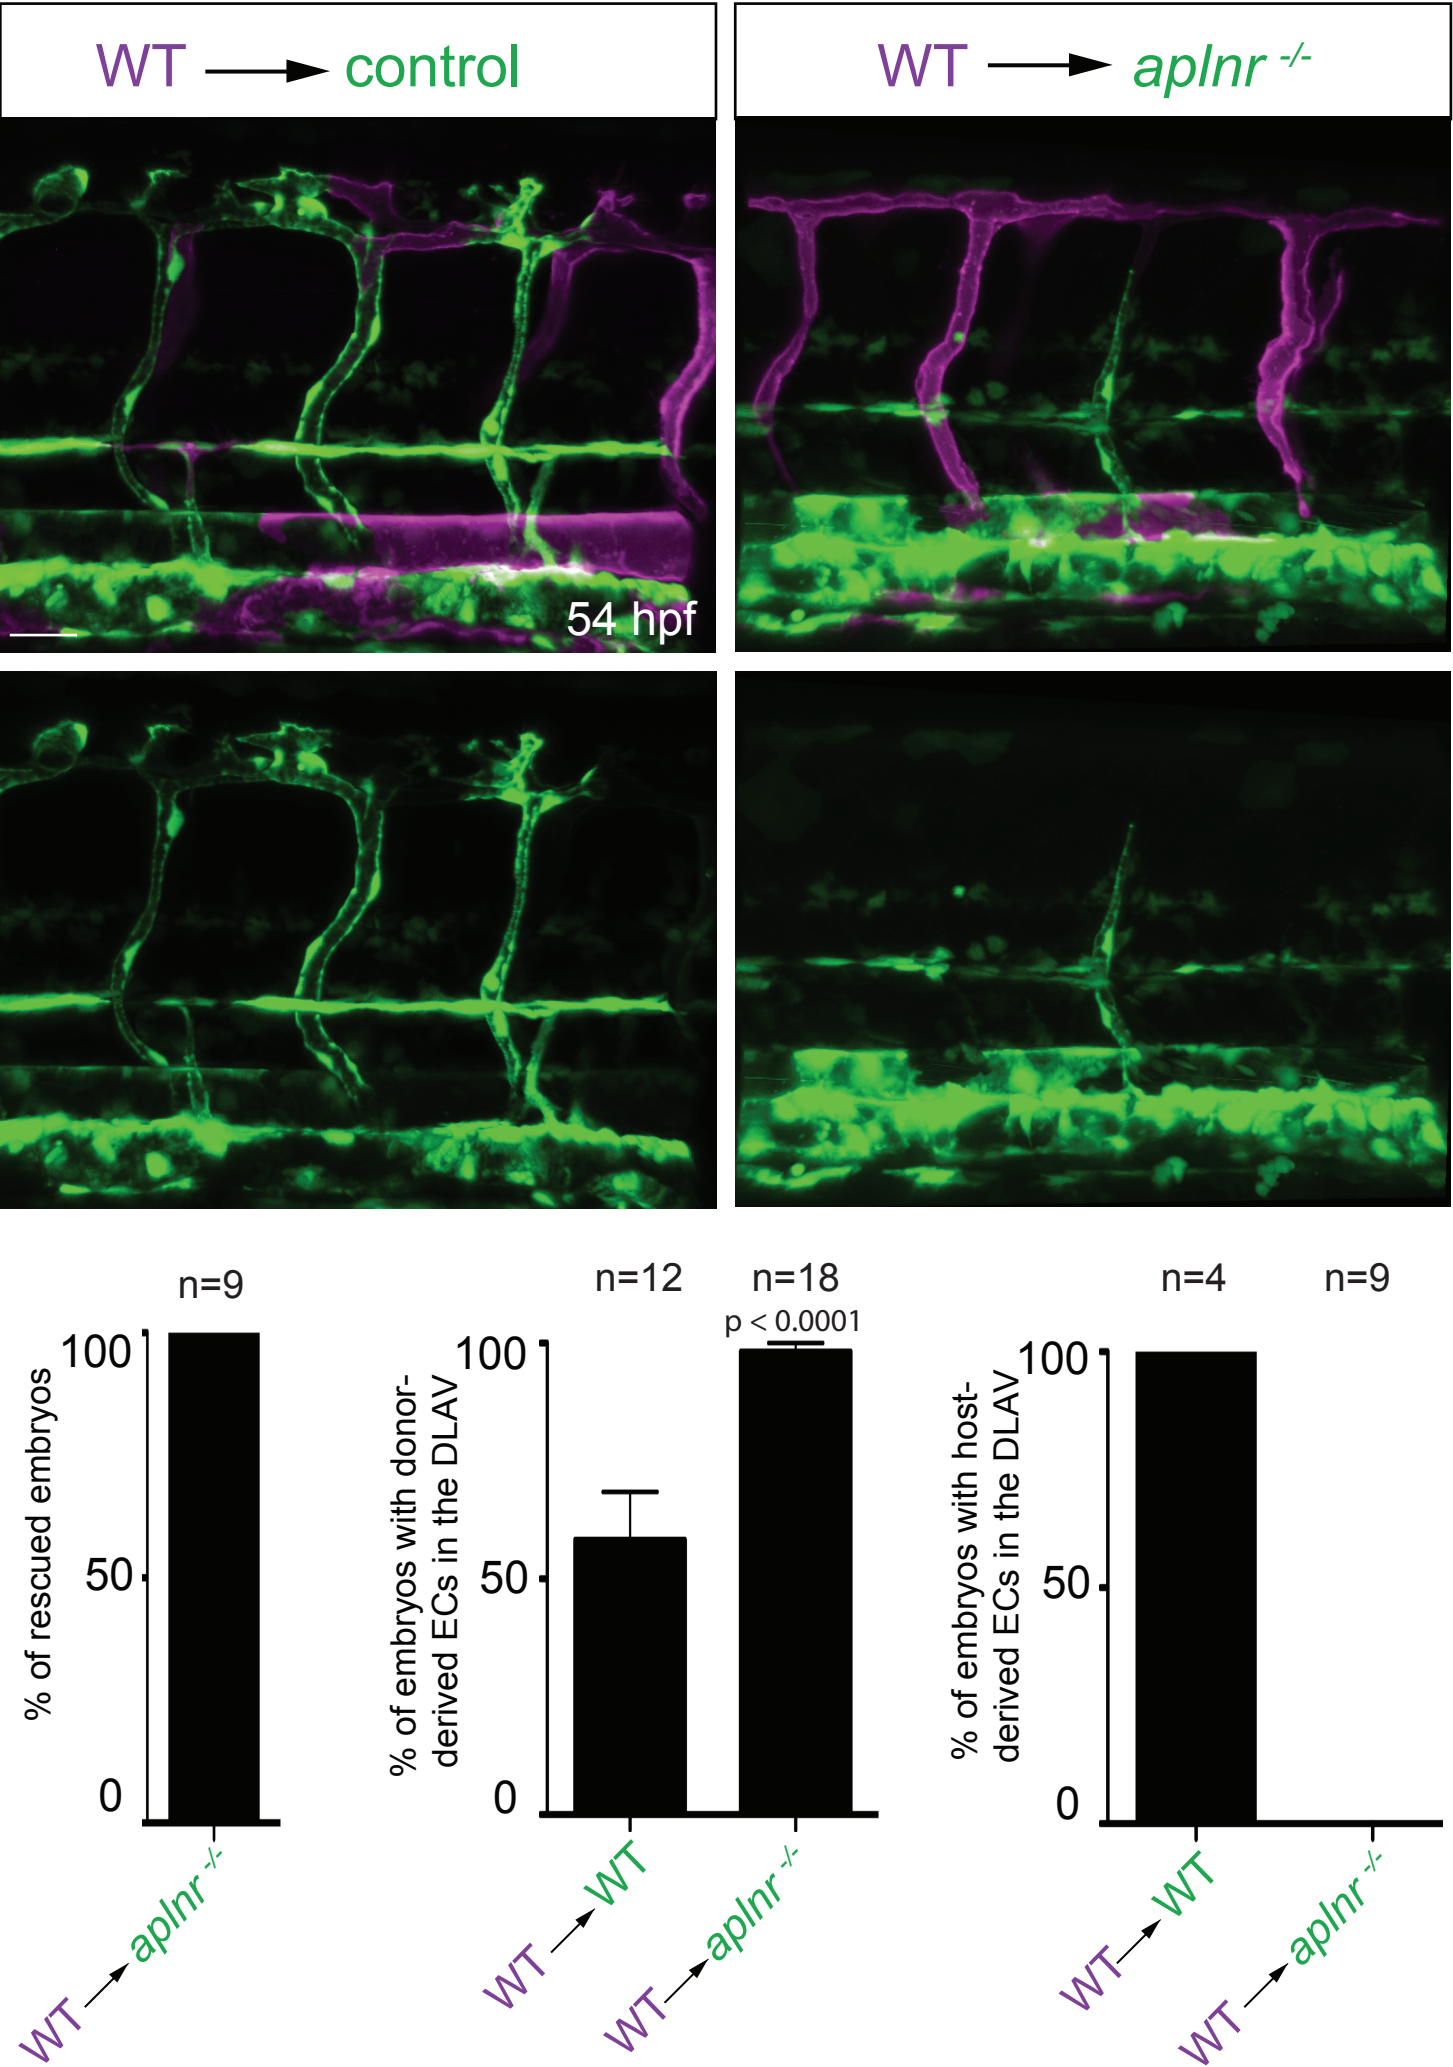 WT → control
WT → aplnr -/-
54 hpf
n=9
% of rescued embryos
100
50
0
WT → aplnr -/-
n=12
n=18
p < 0.0001
% of embryos with donor-
derived ECs in the DLAV
100
50
0
WT → WT
WT → aplnr -/-
n=4
n=9
% of embryos with host-
derived ECs in the DLAV
100
50
0
WT → WT
WT → aplnr -/-